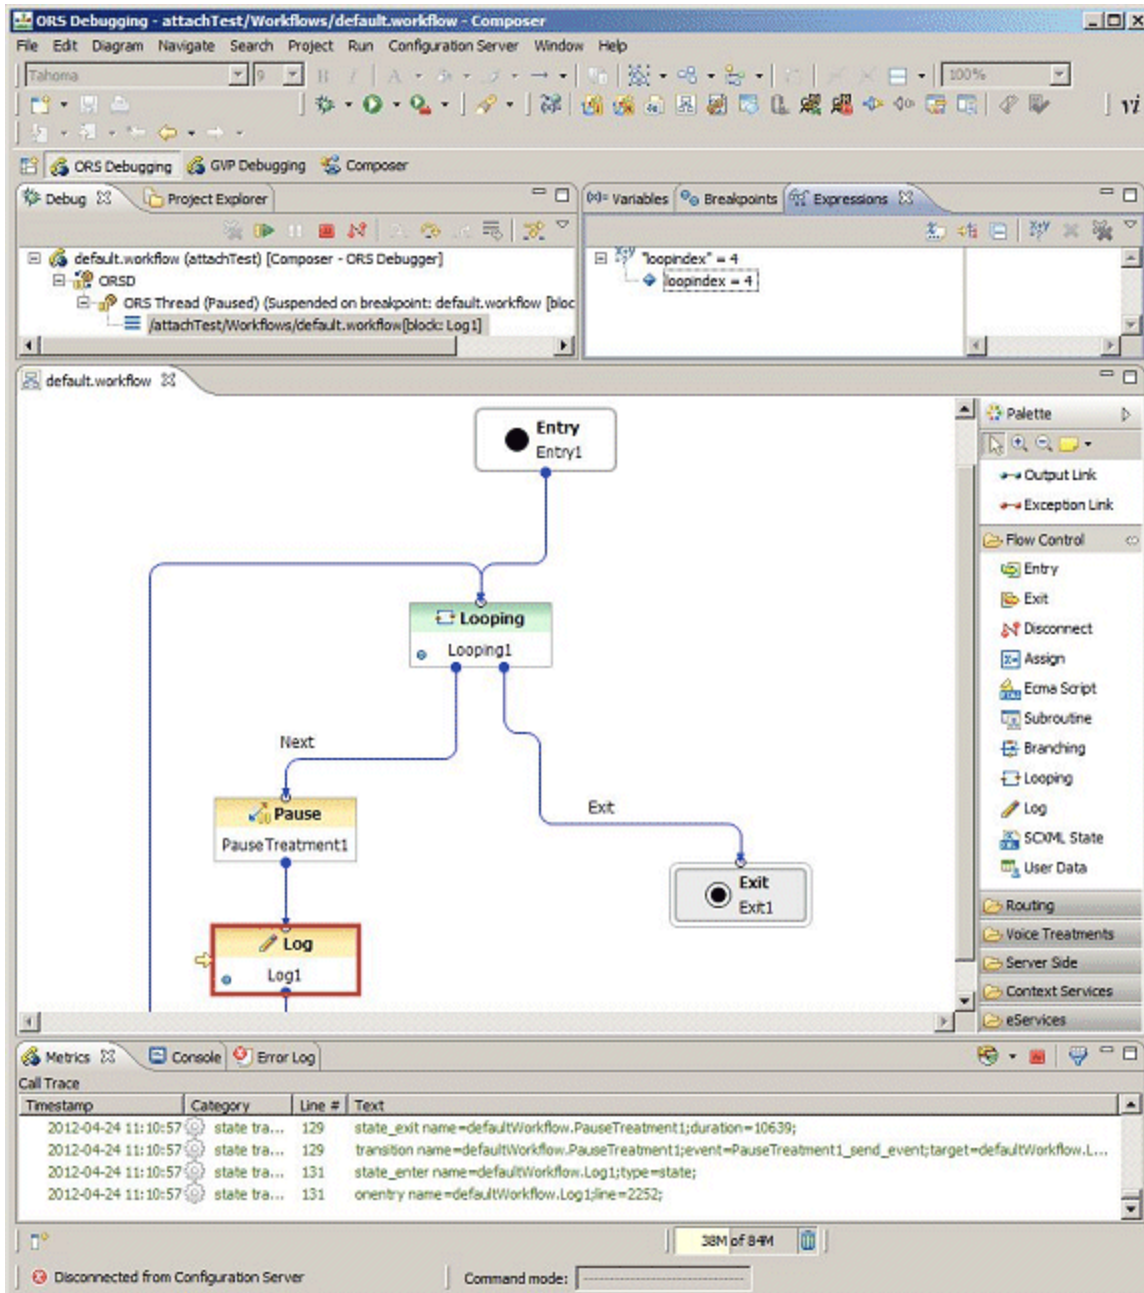 ORS Debugging - attachTest/Workflows/default.workflow - Composer
File Edit Diagram Navigate Search Project Run Configuration Server Window Help
Tahoma 9 B I A 100%
vi
ORS Debugging GVP Debugging Composer
Debug Project Explorer
(x)= Variables Breakpoints Expressions
default.workflow (attachTest) [Composer - ORS Debugger]
ORSD
ORS Thread (Paused) (Suspended on breakpoint: default.workflow [bloc
/attachTest/Workflows/default.workflow[block: Log1]
"loopindex" = 4
loopindex = 4
default.workflow
Entry
Entry1
Looping
Looping1
Next
Pause
PauseTreatment1
Exit
Exit
Exit1
Log
Log1
Palette
Output Link
Exception Link
Flow Control
Entry
Exit
Disconnect
Assign
Ecma Script
Subroutine
Branching
Looping
Log
SCXML State
User Data
Routing
Voice Treatments
Server Side
Context Services
eServices
Metrics Console Error Log
Call Trace
Timestamp Category Line # Text
2012-04-24 11:10:57 state tra... 129 state_exit name=defaultWorkflow.PauseTreatment1;duration=10639;
2012-04-24 11:10:57 state tra... 129 transition name=defaultWorkflow.PauseTreatment1;event=PauseTreatment1_send_event;target=defaultWorkflow.L...
2012-04-24 11:10:57 state tra... 131 state_enter name=defaultWorkflow.Log1;type=state;
2012-04-24 11:10:57 state tra... 131 onentry name=defaultWorkflow.Log1;line=2252;
38M of 84M
Disconnected from Configuration Server Command mode: